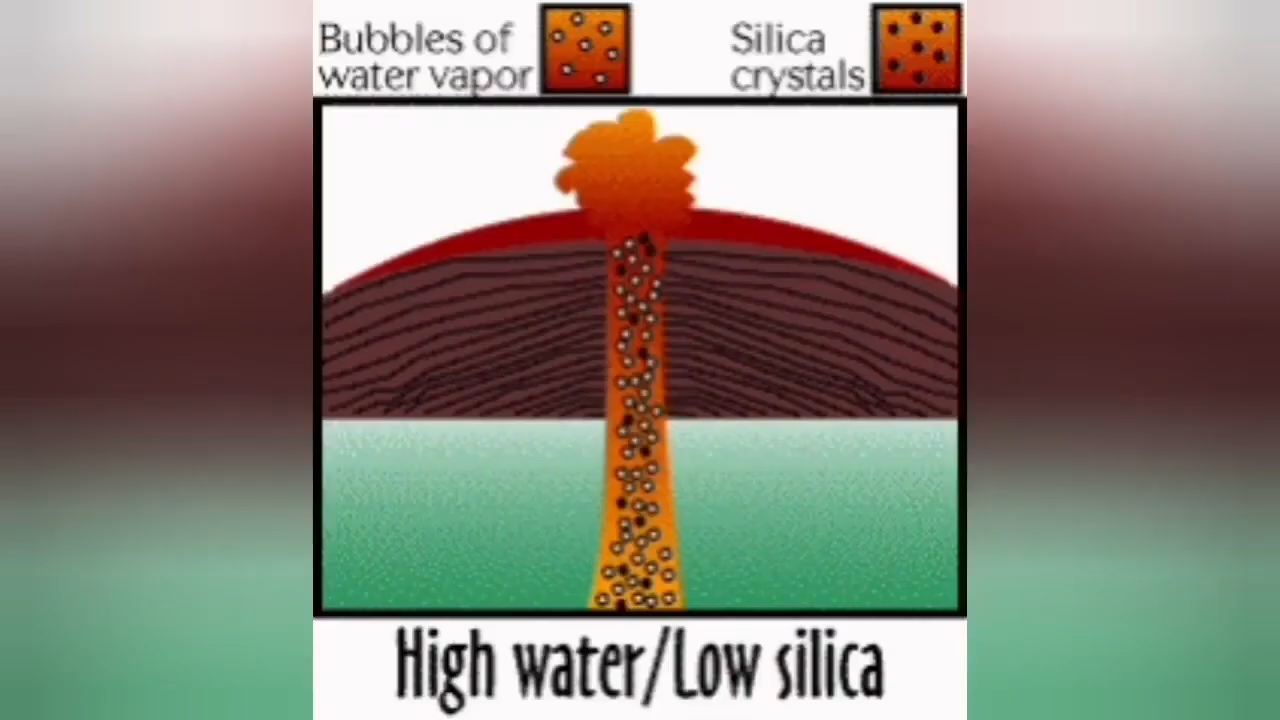 Bubbles of
water vapor
Silica
crystals
High water/Low silica